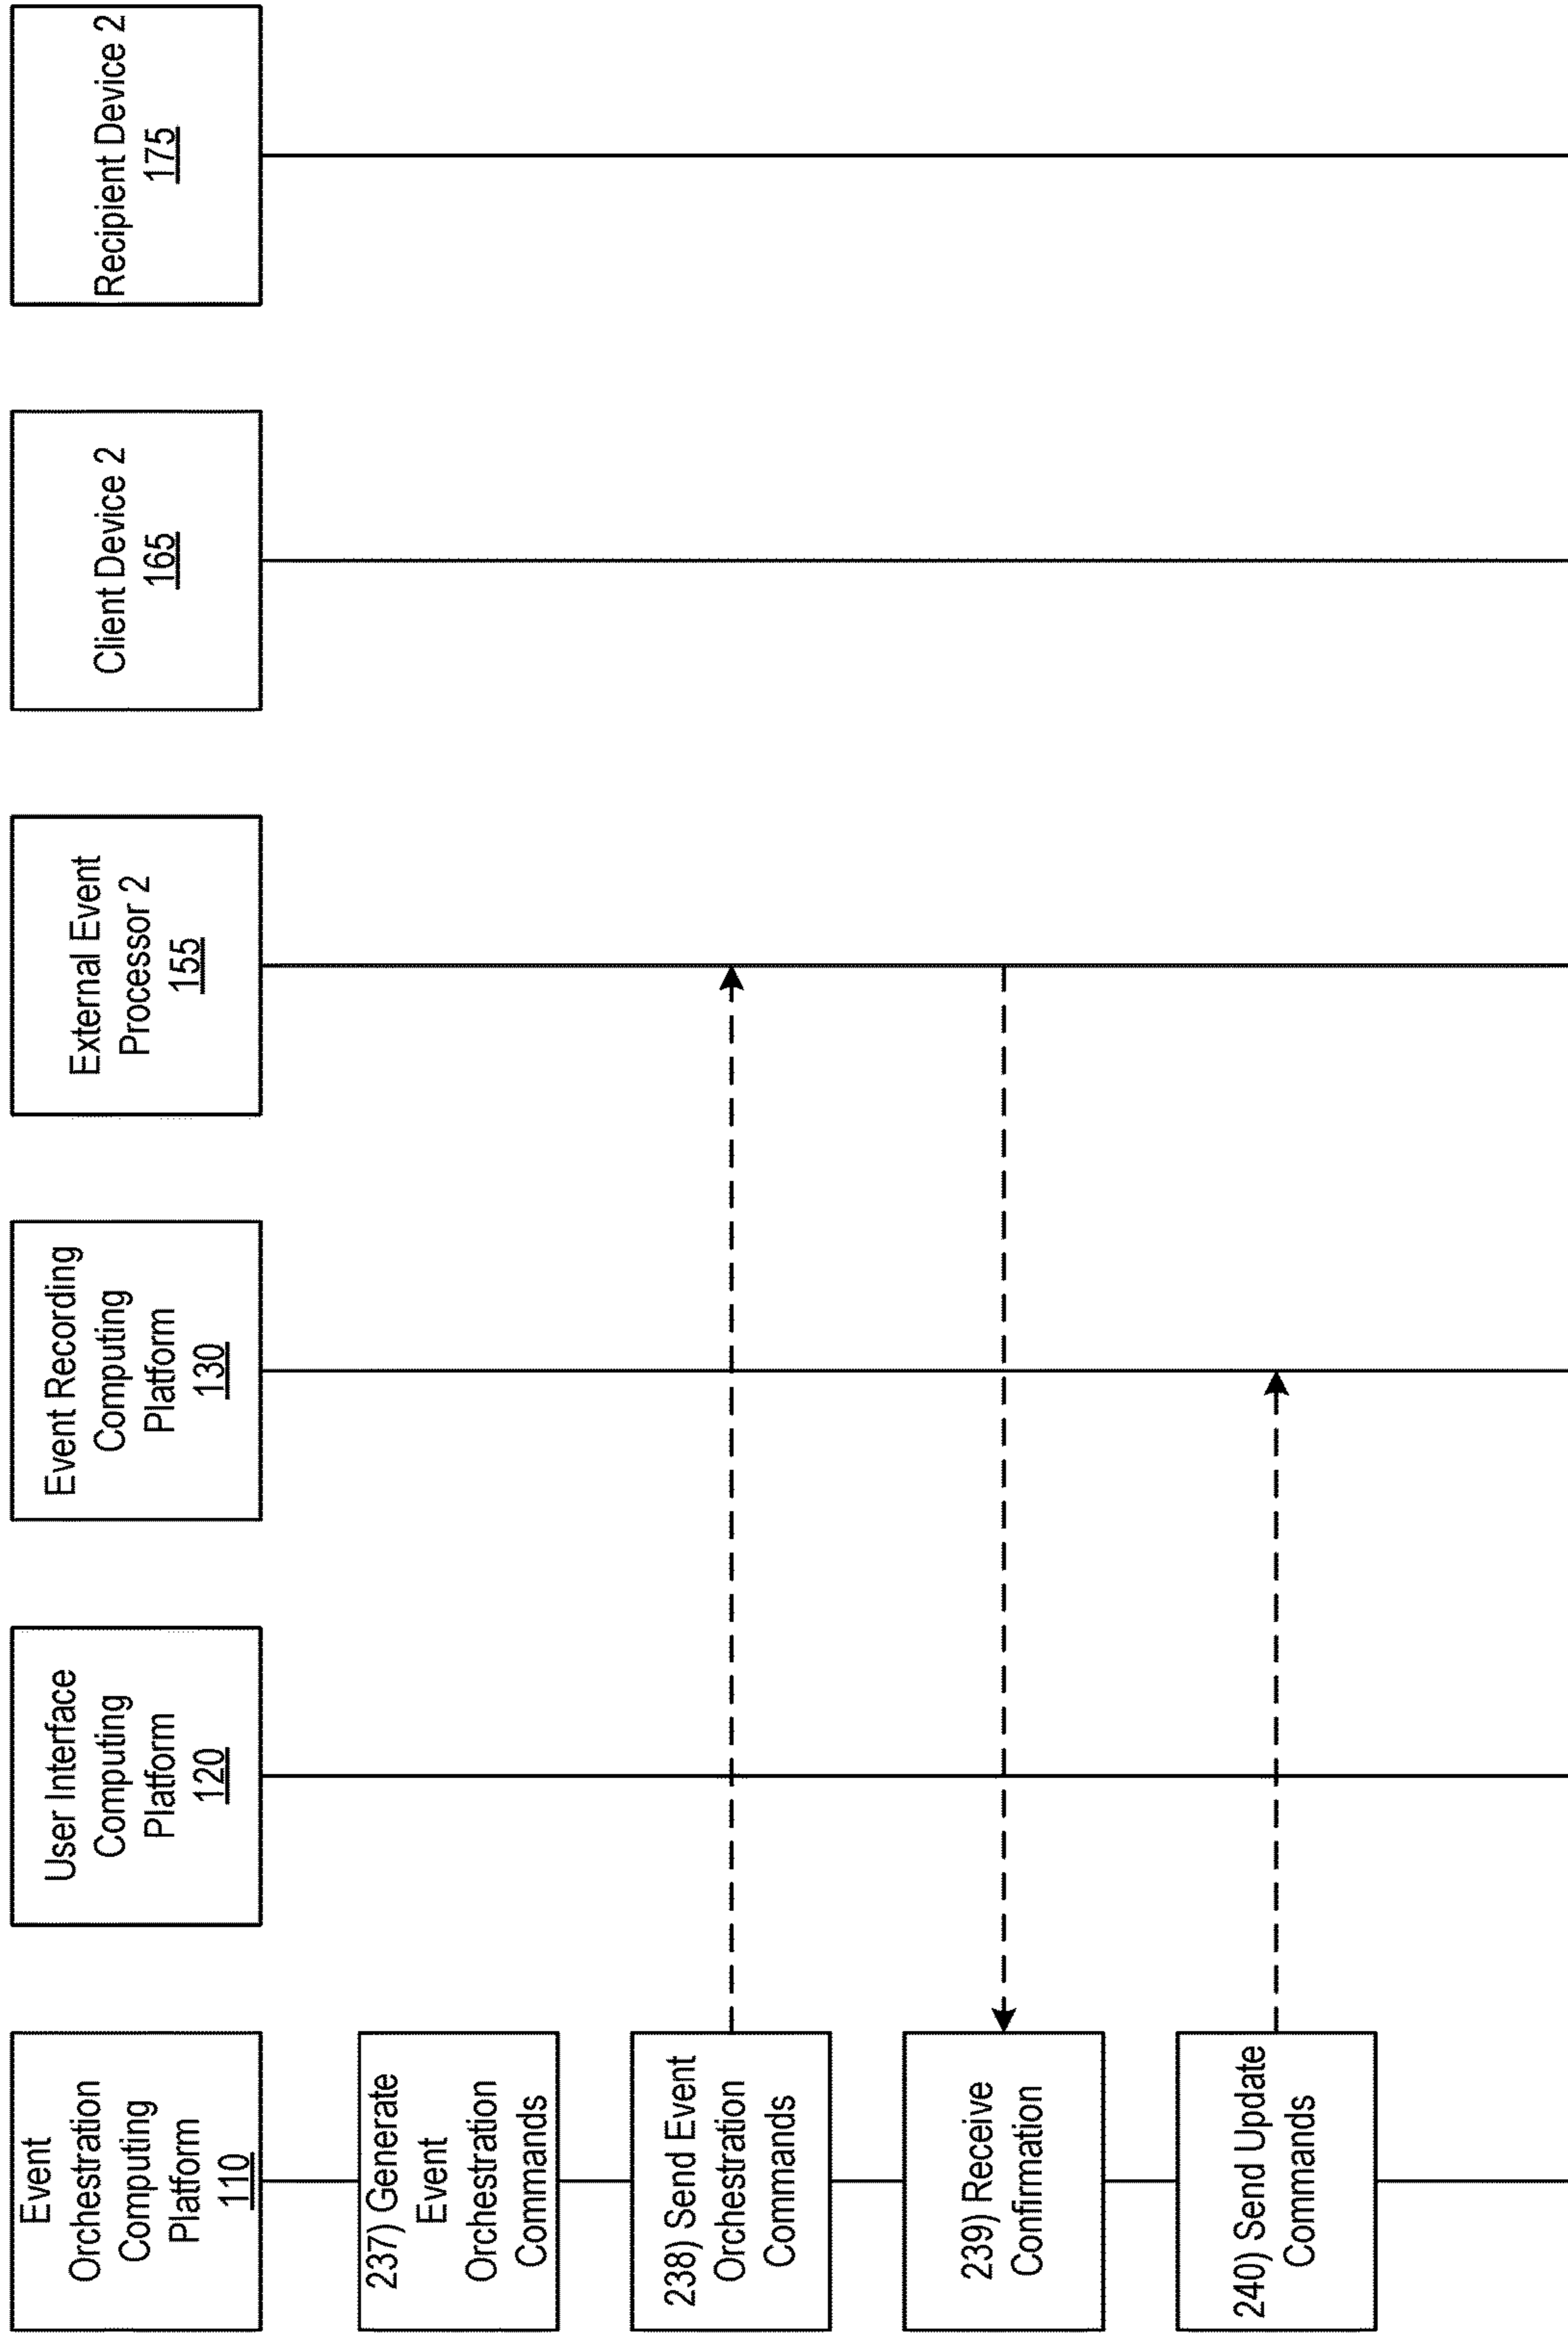 Event
Orchestration
Computing
Platform
110
User Interface
Computing
Platform
120
Event Recording
Computing
Platform
130
External Event
Processor 2
155
Client Device 2
165
Recipient Device 2
175
237) Generate
Event
Orchestration
Commands
238) Send Event
Orchestration
Commands
239) Receive
Confirmation
240) Send Update
Commands